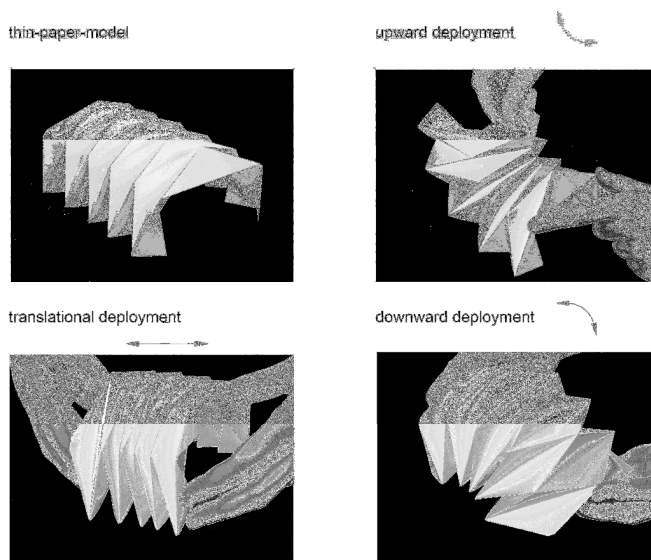 thin-paper-model
upward deployment
translational deployment
downward deployment